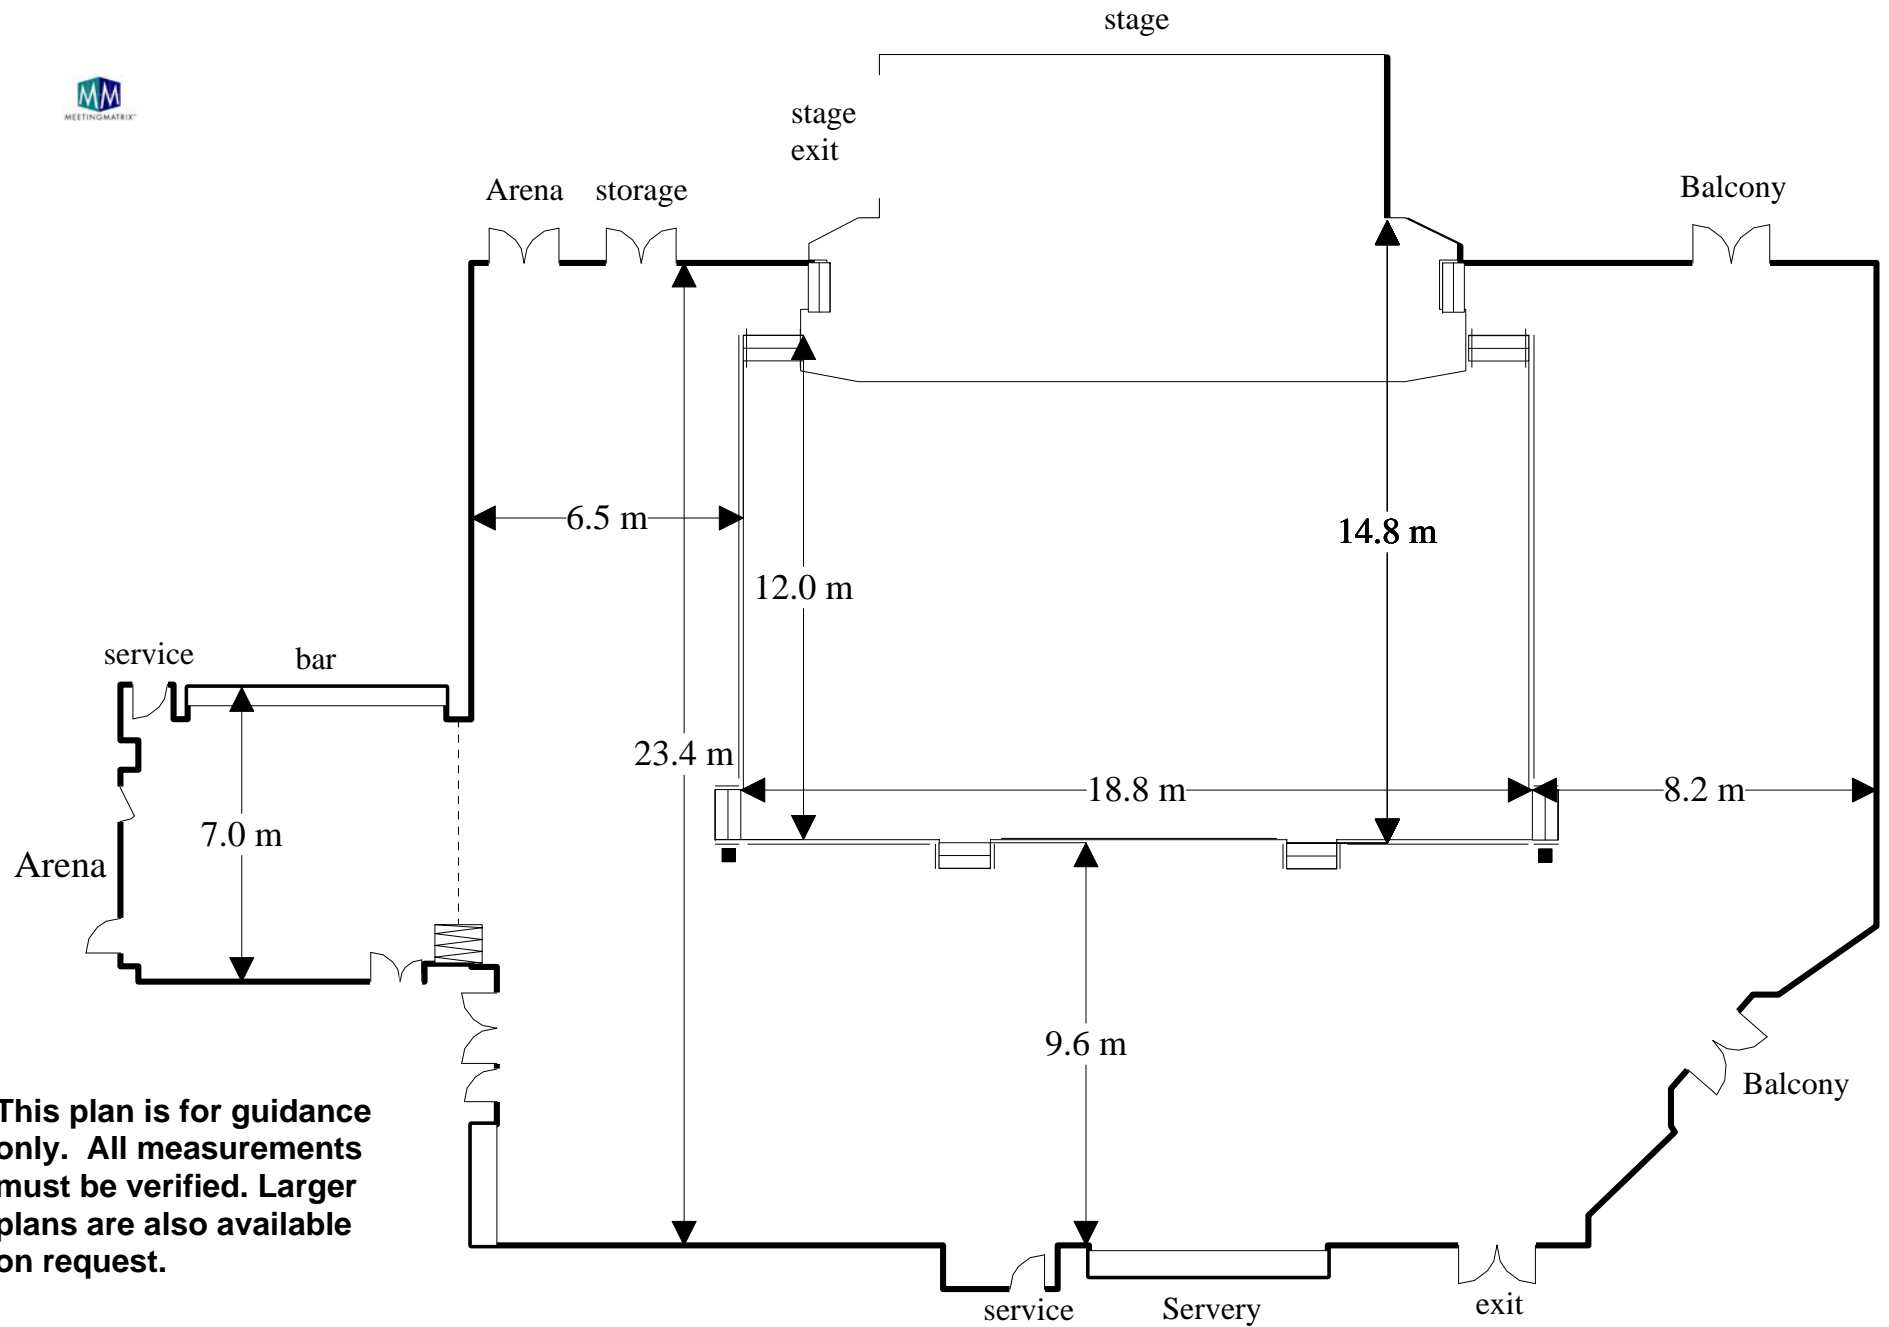 stage
MM
MEETINGMATRIX
stage
exit
Arena
storage
Balcony
6.5 m
14.8 m
12.0 m
service
bar
23.4 m
18.8 m
8.2 m
7.0 m
Arena
9.6 m
Balcony
This plan is for guidance
only. All measurements
must be verified. Larger
plans are also available
on request.
service
Servery
exit